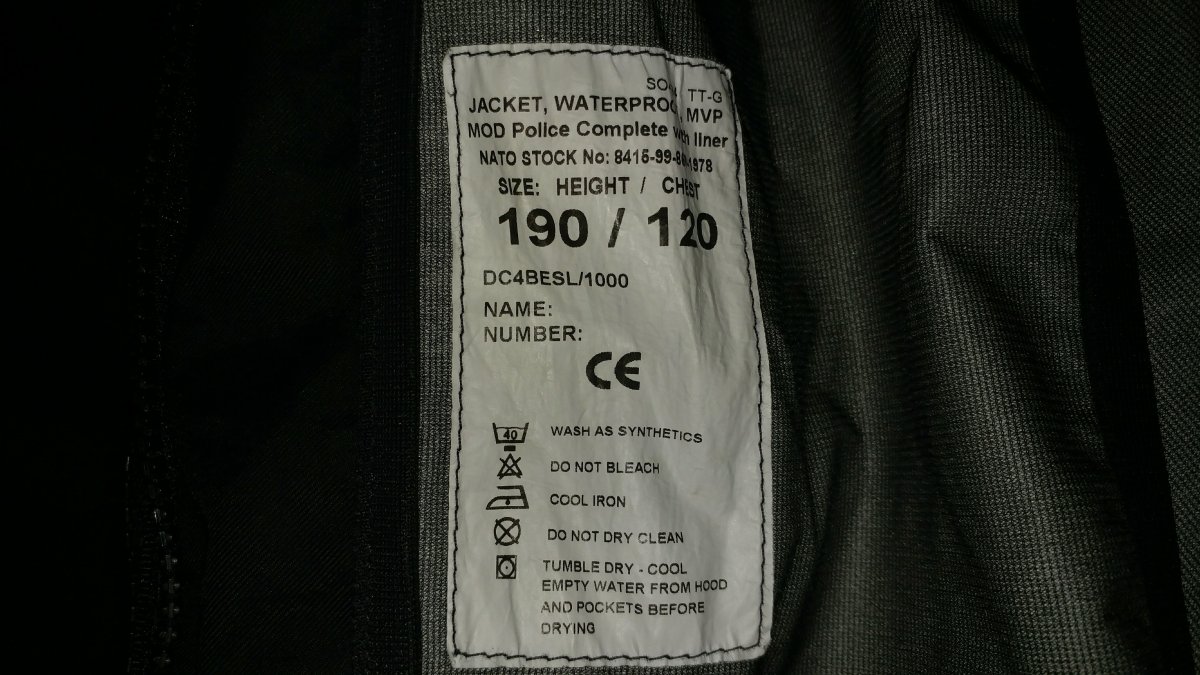 TT-G
JACKET, WATERPROOF, MVP
MOD Police Complete with liner
NATO STOCK No:
SIZE: HEIGHT / CHEST
190 / 120
DC4BESL/1000
NAME:
NUMBER:
CE
40 WASH AS SYNTHETICS
DO NOT BLEACH
COOL IRON
DO NOT DRY CLEAN
TUMBLE DRY - COOL
EMPTY WATER FROM HOOD
AND POCKETS BEFORE
DRYING